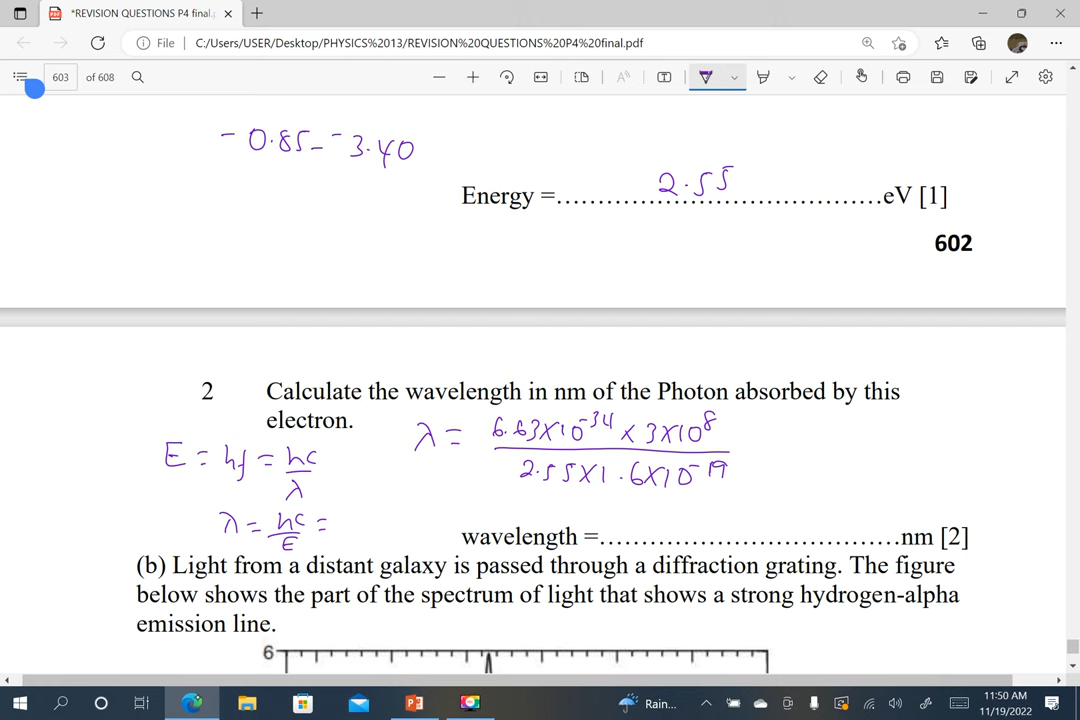 *REVISION QUESTIONS P4 final.
File C:/Users/USER/Desktop/PHYSICS%2013/REVISION%20QUESTIONS%20P4%20final.pdf
603 of 608
- 0.85 - -3.40
2.55
Energy =........................................eV [1]
602
2 Calculate the wavelength in nm of the Photon absorbed by this
electron.
λ = 6.63×10^-34 × 3×10^8 / 2.55×1.6×10^-19
E = hf = hc/λ
λ = hc/E =
wavelength =....................................nm [2]
(b) Light from a distant galaxy is passed through a diffraction grating. The figure
below shows the part of the spectrum of light that shows a strong hydrogen-alpha
emission line.
6
Rain...
11:50 AM
11/19/2022